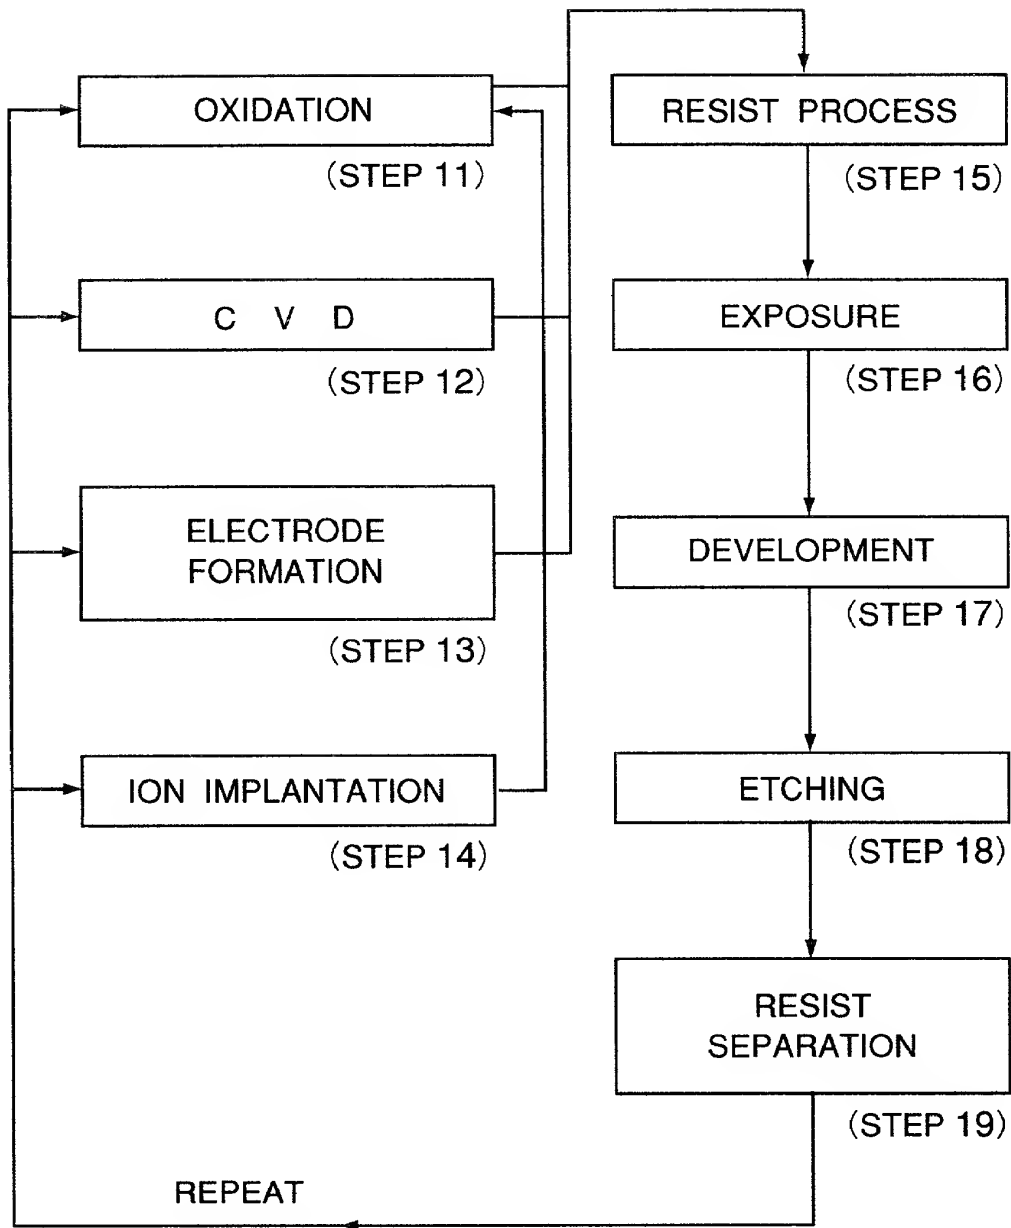 OXIDATION
(STEP 11)
C V D
(STEP 12)
ELECTRODE
FORMATION
(STEP 13)
ION IMPLANTATION
(STEP 14)
RESIST PROCESS
(STEP 15)
EXPOSURE
(STEP 16)
DEVELOPMENT
(STEP 17)
ETCHING
(STEP 18)
RESIST
SEPARATION
(STEP 19)
REPEAT